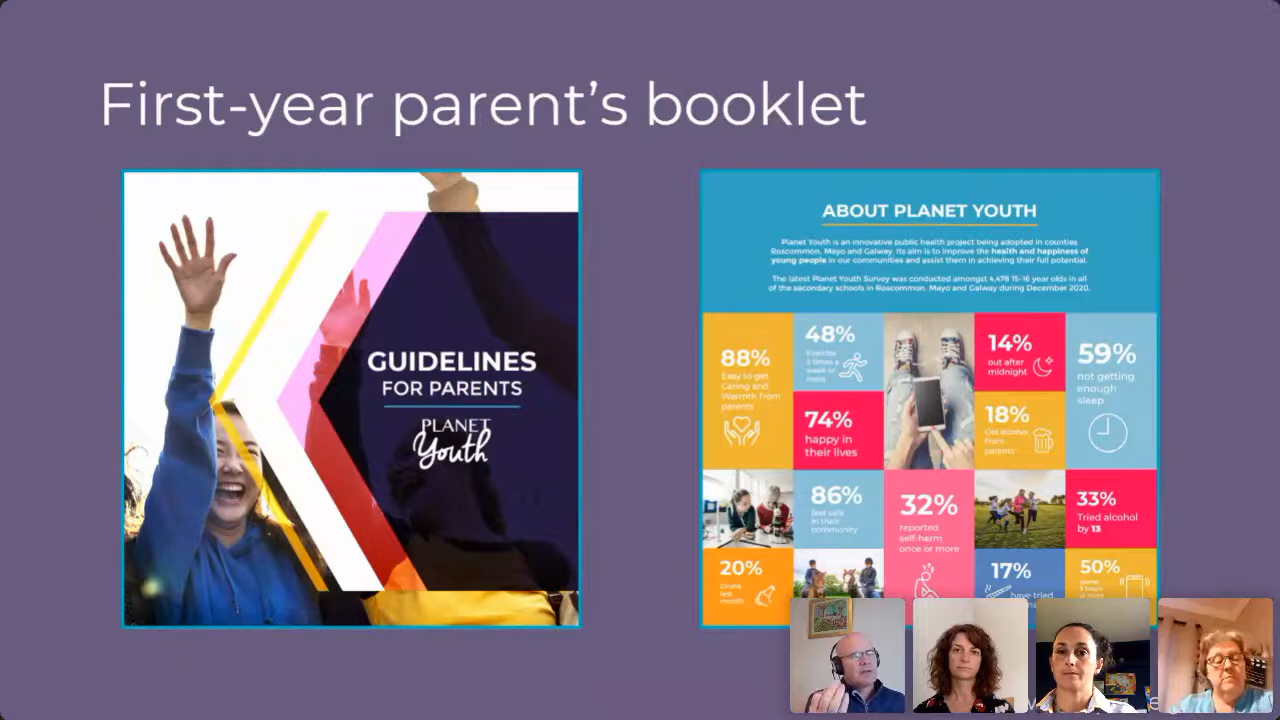 First-year parent’s booklet
GUIDELINES
FOR PARENTS
PLANET
Youth
ABOUT PLANET YOUTH
Planet Youth is an innovative public health project being adopted in counties
Roscommon, Mayo and Galway. Its aim is to improve the health and happiness of
young people in our communities and assist them in achieving their full potential.
The latest Planet Youth Survey was conducted amongst 4,478 15-16 year olds in all
of the secondary schools in Roscommon, Mayo and Galway during December 2020.
88%
Easy to get
Caring and
Warmth from
parents
48%
Exercise
3 times a
week or
more
74%
happy in
their lives
14%
out after
midnight
18%
Get alcohol
from
parents
59%
not getting
enough
sleep
86%
feel safe
in their
community
32%
reported
self-harm
once or more
33%
Tried alcohol
by 13
20%
Drunk
last
month
17%
have tried
50%